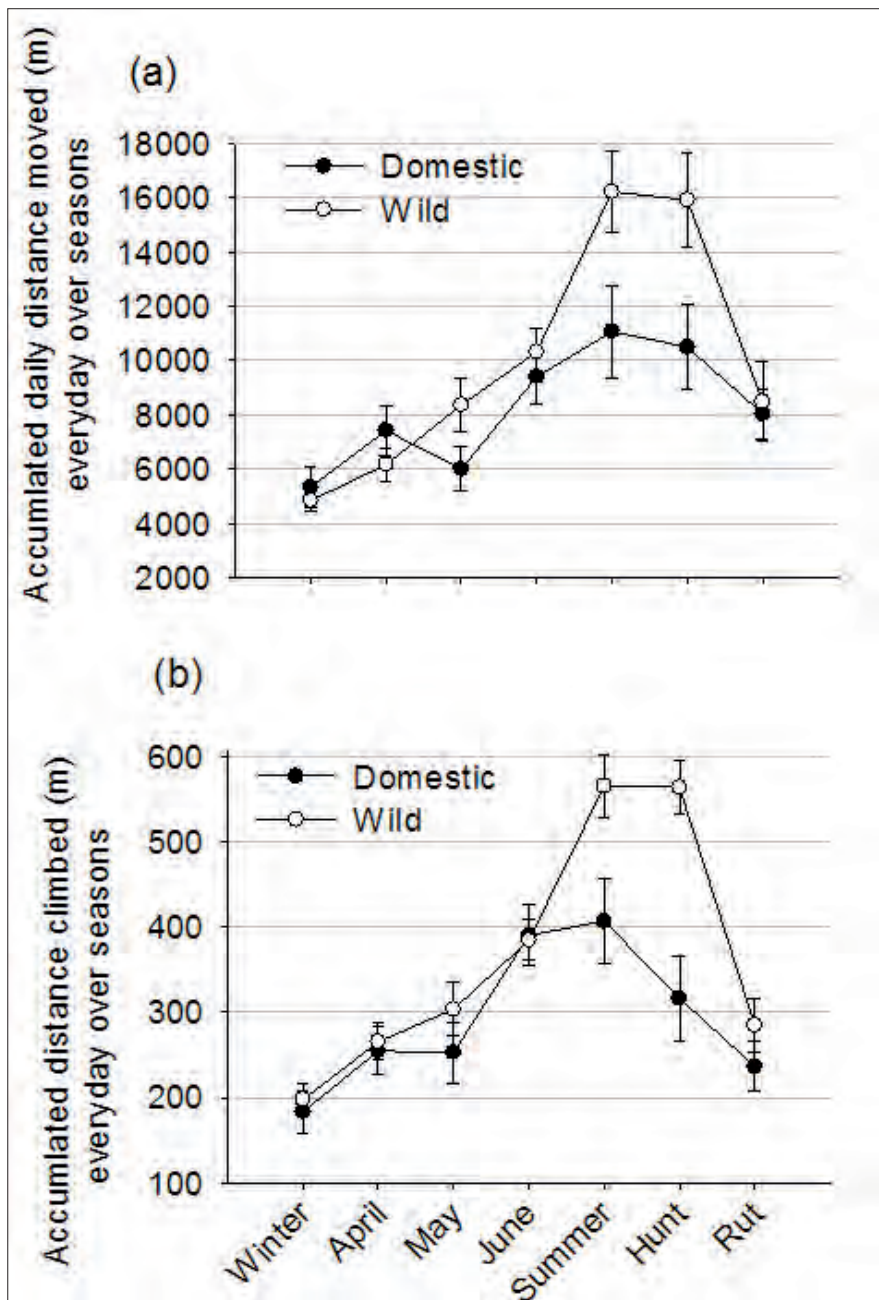 Accumlated daily distance moved (m)
everyday over seasons
(a)
18000
16000
14000
12000
10000
8000
6000
4000
2000
Domestic
Wild
Accumlated distance climbed (m)
everyday over seasons
(b)
600
500
400
300
200
100
Domestic
Wild
Winter
April
May
June
Summer
Hunt
Rut